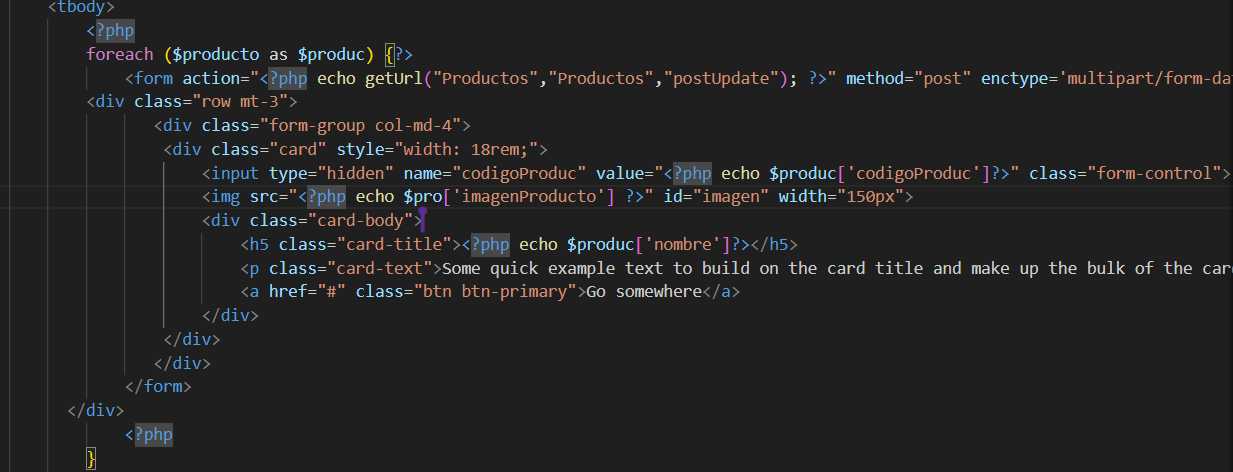 <tbody>
<?php
foreach ($producto as $produc) {?>
<form action="<?php echo getUrl("Productos","Productos","postUpdate"); ?>" method="post" enctype='multipart/form-da
<div class="row mt-3">
<div class="form-group col-md-4">
<div class="card" style="width: 18rem;">
<input type="hidden" name="codigoProduc" value="<?php echo $produc['codigoProduc']?>" class="form-control">
<img src="<?php echo $pro['imagenProducto'] ?>" id="imagen" width="150px">
<div class="card-body">
<h5 class="card-title"><?php echo $produc['nombre']?></h5>
<p class="card-text">Some quick example text to build on the card title and make up the bulk of the car
<a href="#" class="btn btn-primary">Go somewhere</a>
</div>
</div>
</div>
</form>
</div>
<?php
}